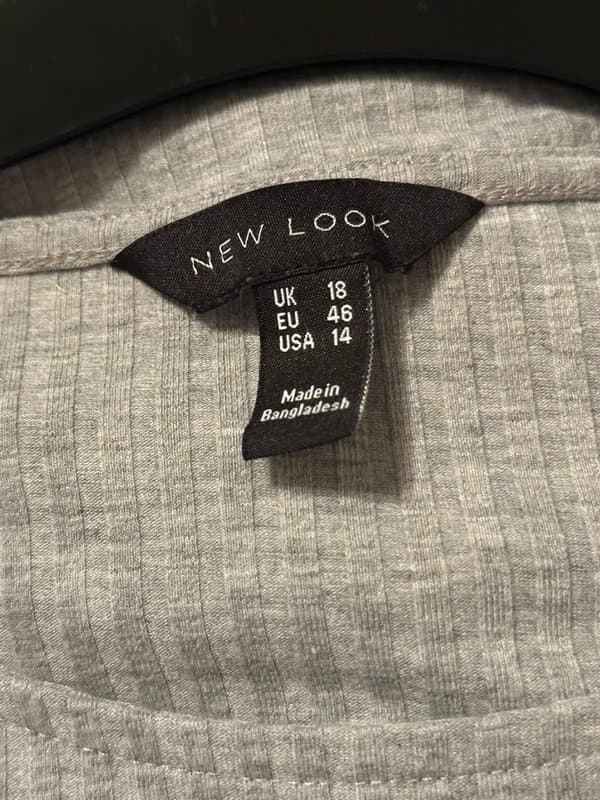 NEW LOOK
UK 18
EU 46
USA 14
Made in
Bangladesh